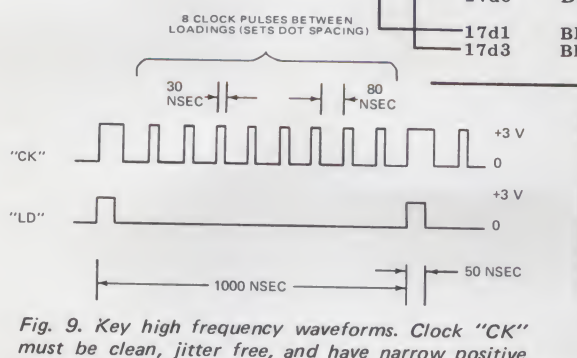 17d1 BI
17d3 BI
8 CLOCK PULSES BETWEEN
LOADINGS (SETS DOT SPACING)
30
NSEC
80
NSEC
"CK"
+3 V
0
"LD"
+3 V
0
1000 NSEC
50 NSEC
Fig. 9. Key high frequency waveforms. Clock "CK"
must be clean, jitter free, and have narrow positive